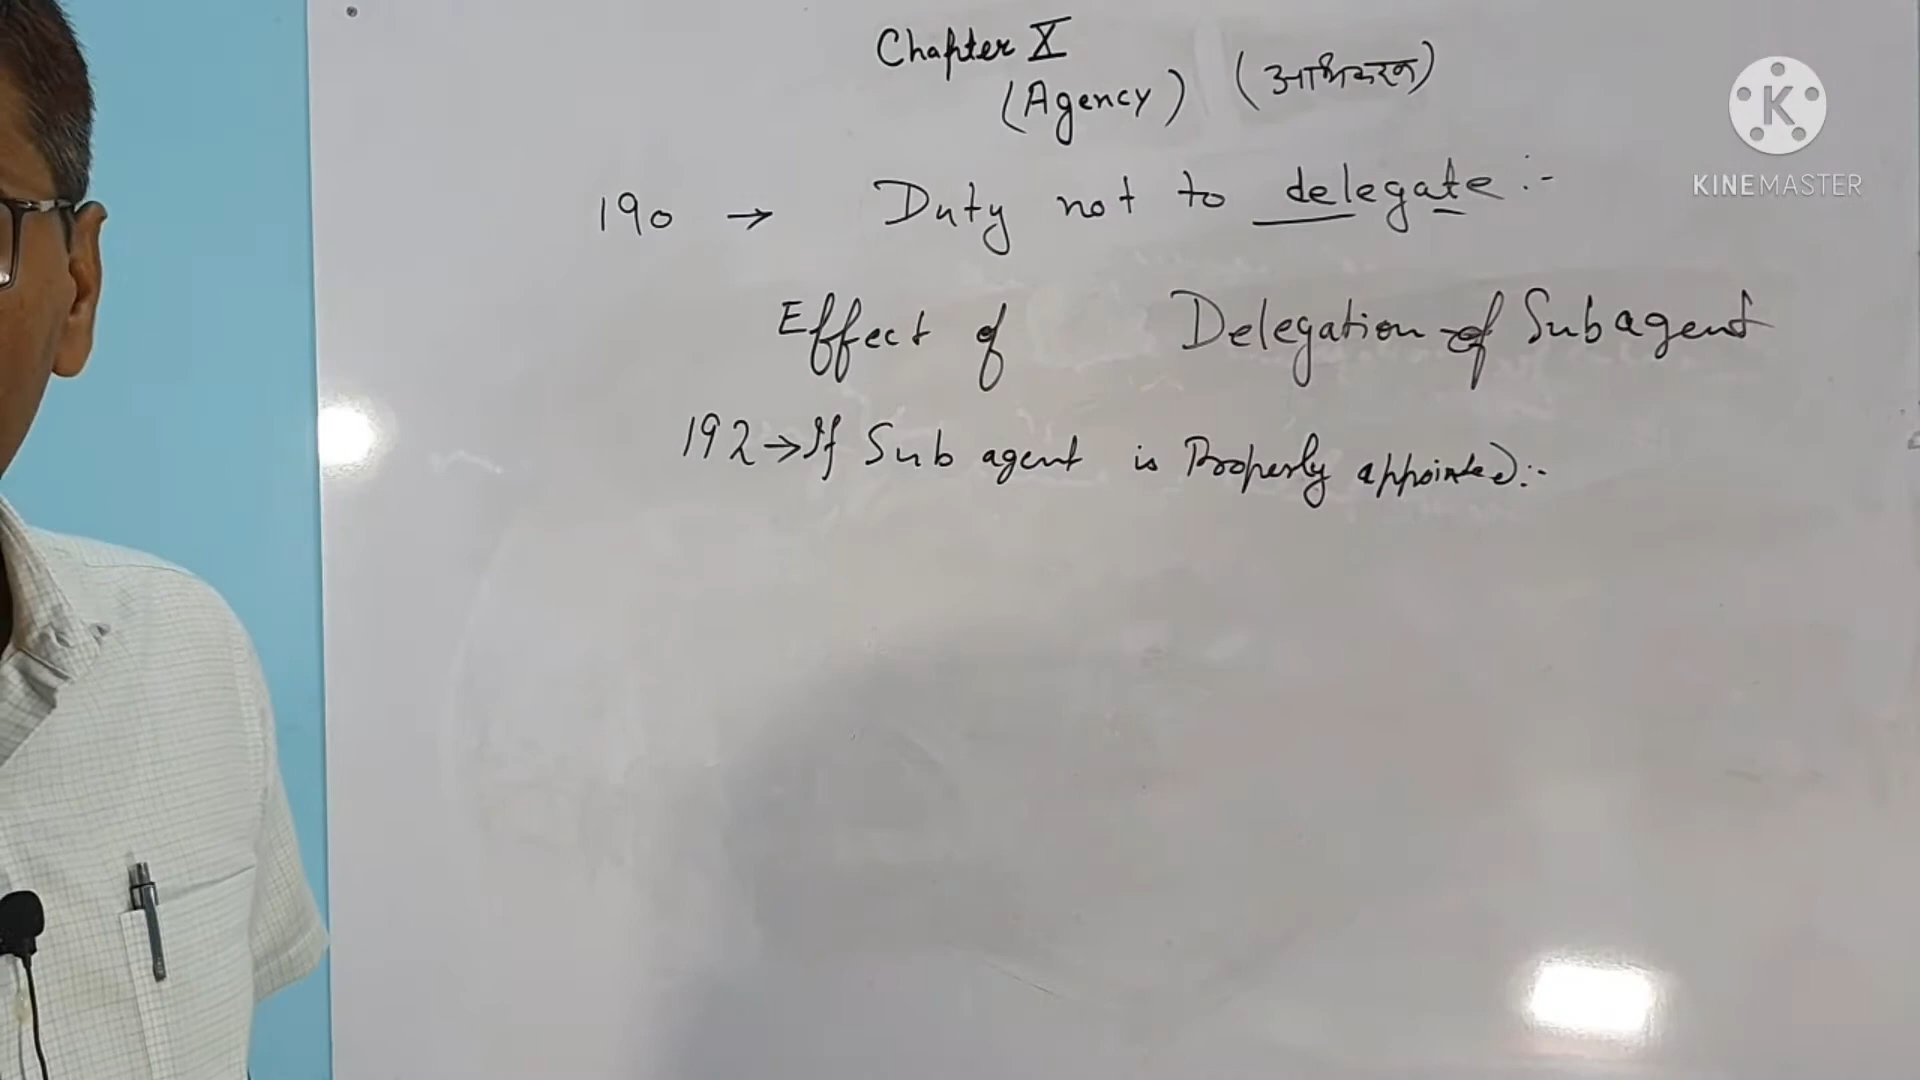 Chapter X
(Agency) (अभिकरण)
K
KINEMASTER
190 → Duty not to delegate :-
Effect of Delegation of Subagent
192 → If Sub agent is Properly appointed :-